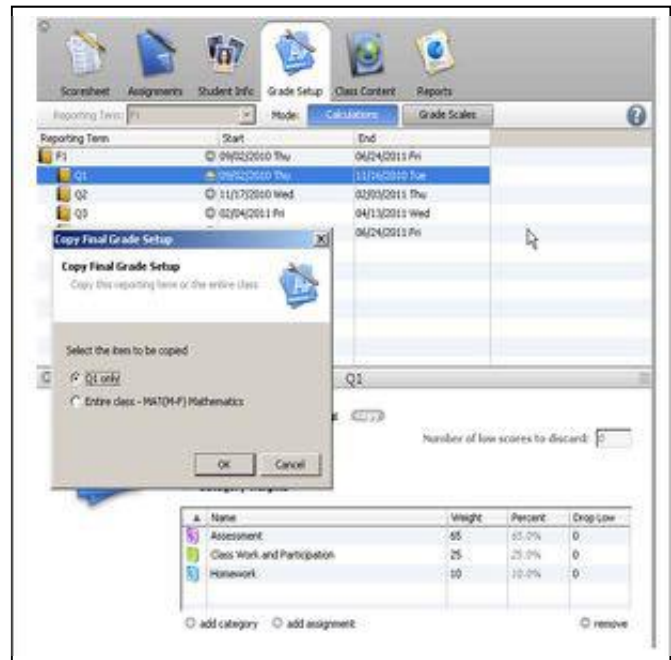 Scoresheet Assignments Student Info Grade Setup Class Content Reports
Reporting Term: F1 Mode: Calculations Grade Scales
Reporting Term Start End
F1 09/02/2010 Thu 06/24/2011 Fri
Q1 09/02/2010 Thu 11/16/2010 Tue
Q2 11/17/2010 Wed 02/03/2011 Thu
Q3 02/04/2011 Fri 04/13/2011 Wed
06/24/2011 Fri
Copy Final Grade Setup
Copy Final Grade Setup
Copy this reporting term or the entire class
Select the item to be copied
Q1 only
Entire class - MAT(M-F) Mathematics
OK Cancel
Q1
Copy
Number of low scores to discard: 0
Name Weight Percent Drop Low
Assessment 65 65.0% 0
Class Work and Participation 25 25.0% 0
Homework 10 10.0% 0
add category add assignment remove